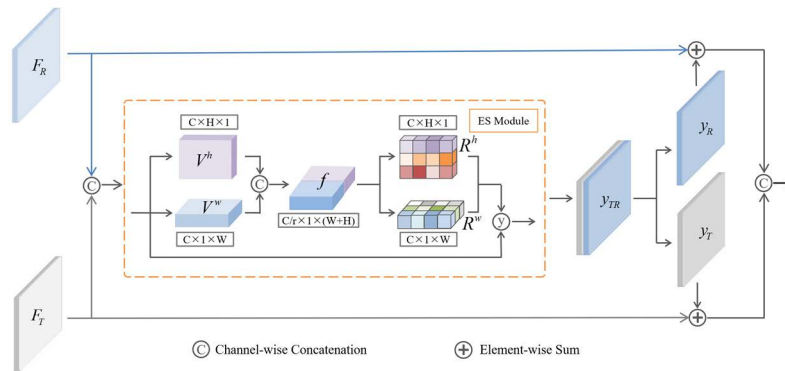 F_R
C×H×1
C×H×1
ES Module
V^h
R^h
y_R
C
C
f
y_TR
C
V^w
R^w
y
C/r×1×(W+H)
C×1×W
C×1×W
y_T
F_T
C Channel-wise Concatenation
+ Element-wise Sum